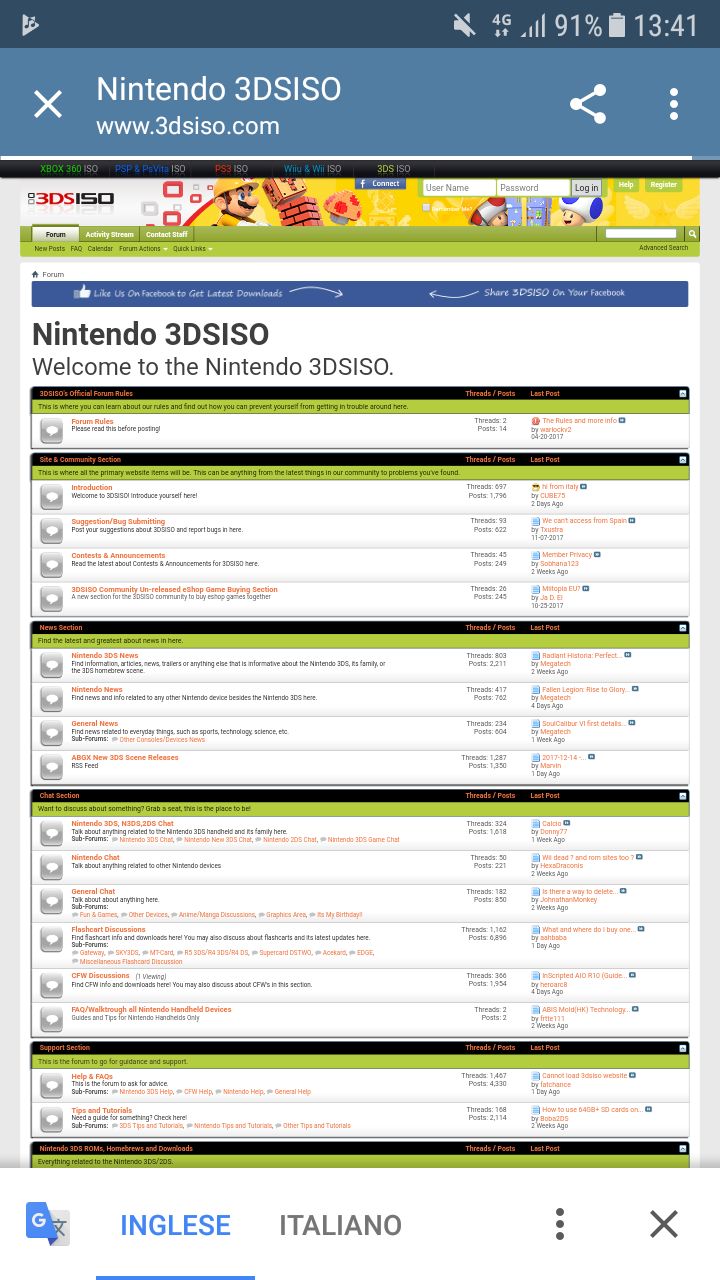 4G 91% 13:41
Nintendo 3DSISO
www.3dsiso.com
XBOX 360 ISO PSP & PsVita ISO PS3 ISO Wiiu & Wii ISO 3DS ISO
3DSISO
f Connect
User Name Password Log in Help Register
Remember Me?
Forum Activity Stream Contact Staff
New Posts FAQ Calendar Forum Actions Quick Links Advanced Search
Forum
Like Us On Facebook to Get Latest Downloads Share 3DSISO On Your Facebook
Nintendo 3DSISO
Welcome to the Nintendo 3DSISO.
3DSISO's Official Forum Rules Threads / Posts Last Post
This is where you can learn about our rules and find out how you can prevent yourself from getting in trouble around here.
Forum Rules Threads: 2 The Rules and more info
Please read this before posting! Posts: 14 by warlockv2
04-20-2017
Site & Community Section Threads / Posts Last Post
This is where all the primary website items will be. This can be anything from the latest things in our community to problems you've found.
Introduction Threads: 697 hi from italy
Welcome to 3DSISO! Introduce yourself here! Posts: 1,796 by CUBE75
2 Days Ago
Suggestion/Bug Submitting Threads: 93 We can't access from Spain
Post your suggestions about 3DSISO and report bugs in here. Posts: 622 by Txustra
11-07-2017
Contests & Announcements Threads: 45 Member Privacy
Read the latest about Contests & Announcements for 3DSISO here. Posts: 249 by Sobhana123
2 Weeks Ago
3DSISO Community Un-released eShop Game Buying Section Threads: 26 Miitopia EU?
A new section for the 3DSISO community to buy eshop games together Posts: 245 by Ja D. El
10-25-2017
News Section Threads / Posts Last Post
Find the latest and greatest about news in here.
Nintendo 3DS News Threads: 803 Radiant Historia: Perfect...
Find information, articles, news, trailers or anything else that is informative about the Nintendo 3DS, its family, or Posts: 2,211 by Megatech
the 3DS homebrew scene. 2 Weeks Ago
Nintendo News Threads: 417 Fallen Legion: Rise to Glory...
Find news and info related to any other Nintendo device besides the Nintendo 3DS here. Posts: 762 by Megatech
4 Days Ago
General News Threads: 234 SoulCalibur VI first details...
Find news related to everyday things, such as sports, technology, science, etc. Posts: 604 by Megatech
Sub-Forums: Other Consoles/Devices News 1 Week Ago
ABGX New 3DS Scene Releases Threads: 1,287 2017-12-14 -...
RSS Feed Posts: 1,350 by Marvin
1 Day Ago
Chat Section Threads / Posts Last Post
Want to discuss about something? Grab a seat, this is the place to be!
Nintendo 3DS, N3DS,2DS Chat Threads: 324 Calcio
Talk about anything related to the Nintendo 3DS handheld and its family here. Posts: 1,618 by Donny77
Sub-Forums: Nintendo 3DS Chat, Nintendo New 3DS Chat, Nintendo 2DS Chat, Nintendo 3DS Game Chat 1 Week Ago
Nintendo Chat Threads: 50 Wii dead ? and rom sites too ?
Talk about anything related to other Nintendo devices Posts: 221 by HexaDraconis
2 Weeks Ago
General Chat Threads: 182 Is there a way to delete...
Talk about about anything here. Posts: 850 by JohnathanMonkey
Sub-Forums: 2 Weeks Ago
Fun & Games, Other Devices, Anime/Manga Discussions, Graphics Area, Its My Birthday!!
Flashcart Discussions Threads: 1,162 What and where do I buy one...
Find flashcart info and downloads here! You may also discuss about flashcarts and its latest updates here. Posts: 6,896 by aahbaba
Sub-Forums: 1 Day Ago
Gateway, SKY3DS, MT-Card, R5 3DS/R4 3DS/R4 DS, Supercard DSTWO, Acekard, EDGE,
Miscellaneous Flashcard Discussion
CFW Discussions (1 Viewing) Threads: 366 InScripted AIO R10 (Guide...
Find CFW info and downloads here! You may also discuss about CFW's in this section. Posts: 1,954 by heroarc8
4 Days Ago
FAQ/Walktrough all Nintendo Handheld Devices Threads: 2 ABIS Mold(HK) Technology...
Guides and Tips for Nintendo Handhelds Only Posts: 2 by frtte111
2 Weeks Ago
Support Section Threads / Posts Last Post
This is the forum to go for guidance and support.
Help & FAQs Threads: 1,467 Cannot load 3dsiso website
This is the forum to ask for advice. Posts: 4,330 by fatchance
Sub-Forums: Nintendo 3DS Help, CFW Help, Nintendo Help, General Help 1 Day Ago
Tips and Tutorials Threads: 168 How to use 64GB+ SD cards on...
Need a guide for something? Check here! Posts: 2,114 by Baba2DS
Sub-Forums: 3DS Tips and Tutorials, Nintendo Tips and Tutorials, Other Tips and Tutorials 2 Weeks Ago
Nintendo 3DS ROMs, Homebrews and Downloads Threads / Posts Last Post
Everything related to the Nintendo 3DS/2DS.
INGLESE ITALIANO